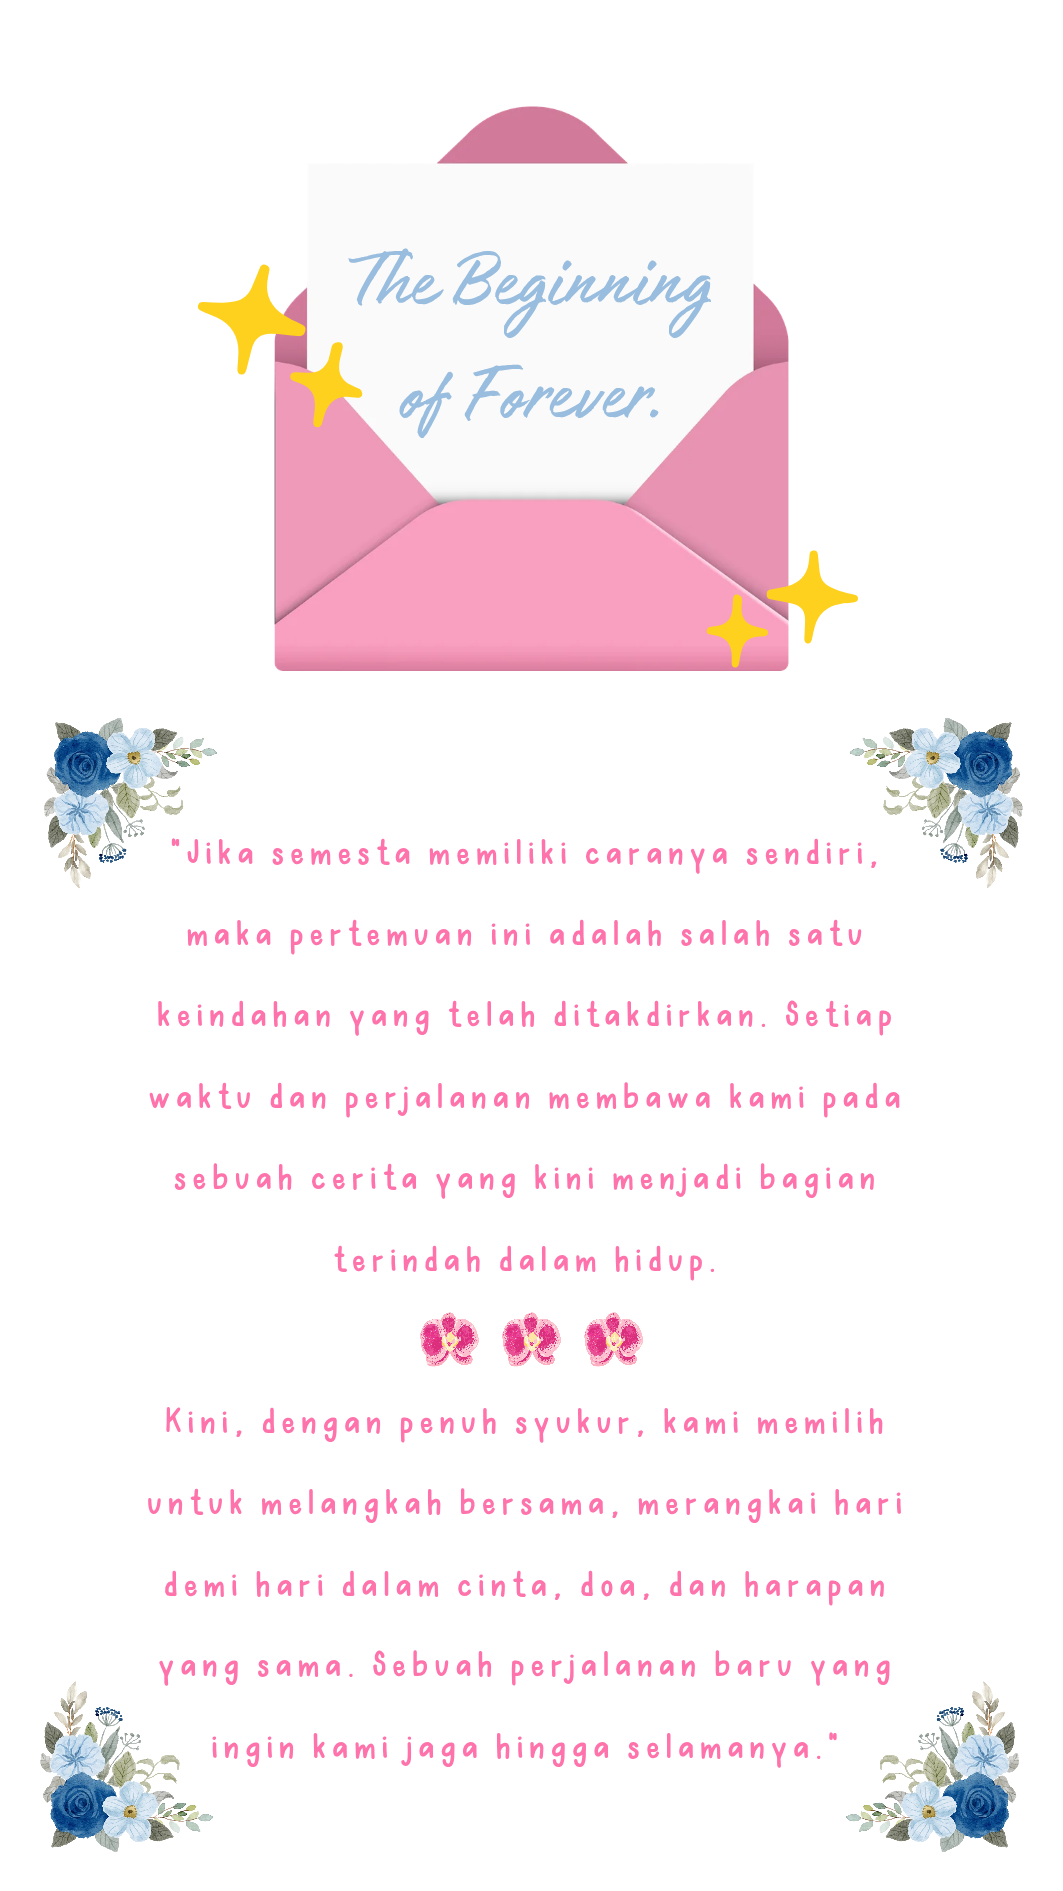 The Beginning
of Forever.
"Jika semesta memiliki caranya sendiri,
maka pertemuan ini adalah salah satu
keindahan yang telah ditakdirkan. Setiap
waktu dan perjalanan membawa kami pada
sebuah cerita yang kini menjadi bagian
terindah dalam hidup.
Kini, dengan penuh syukur, kami memilih
untuk melangkah bersama, merangkai hari
demi hari dalam cinta, doa, dan harapan
yang sama. Sebuah perjalanan baru yang
ingin kami jaga hingga selamanya."